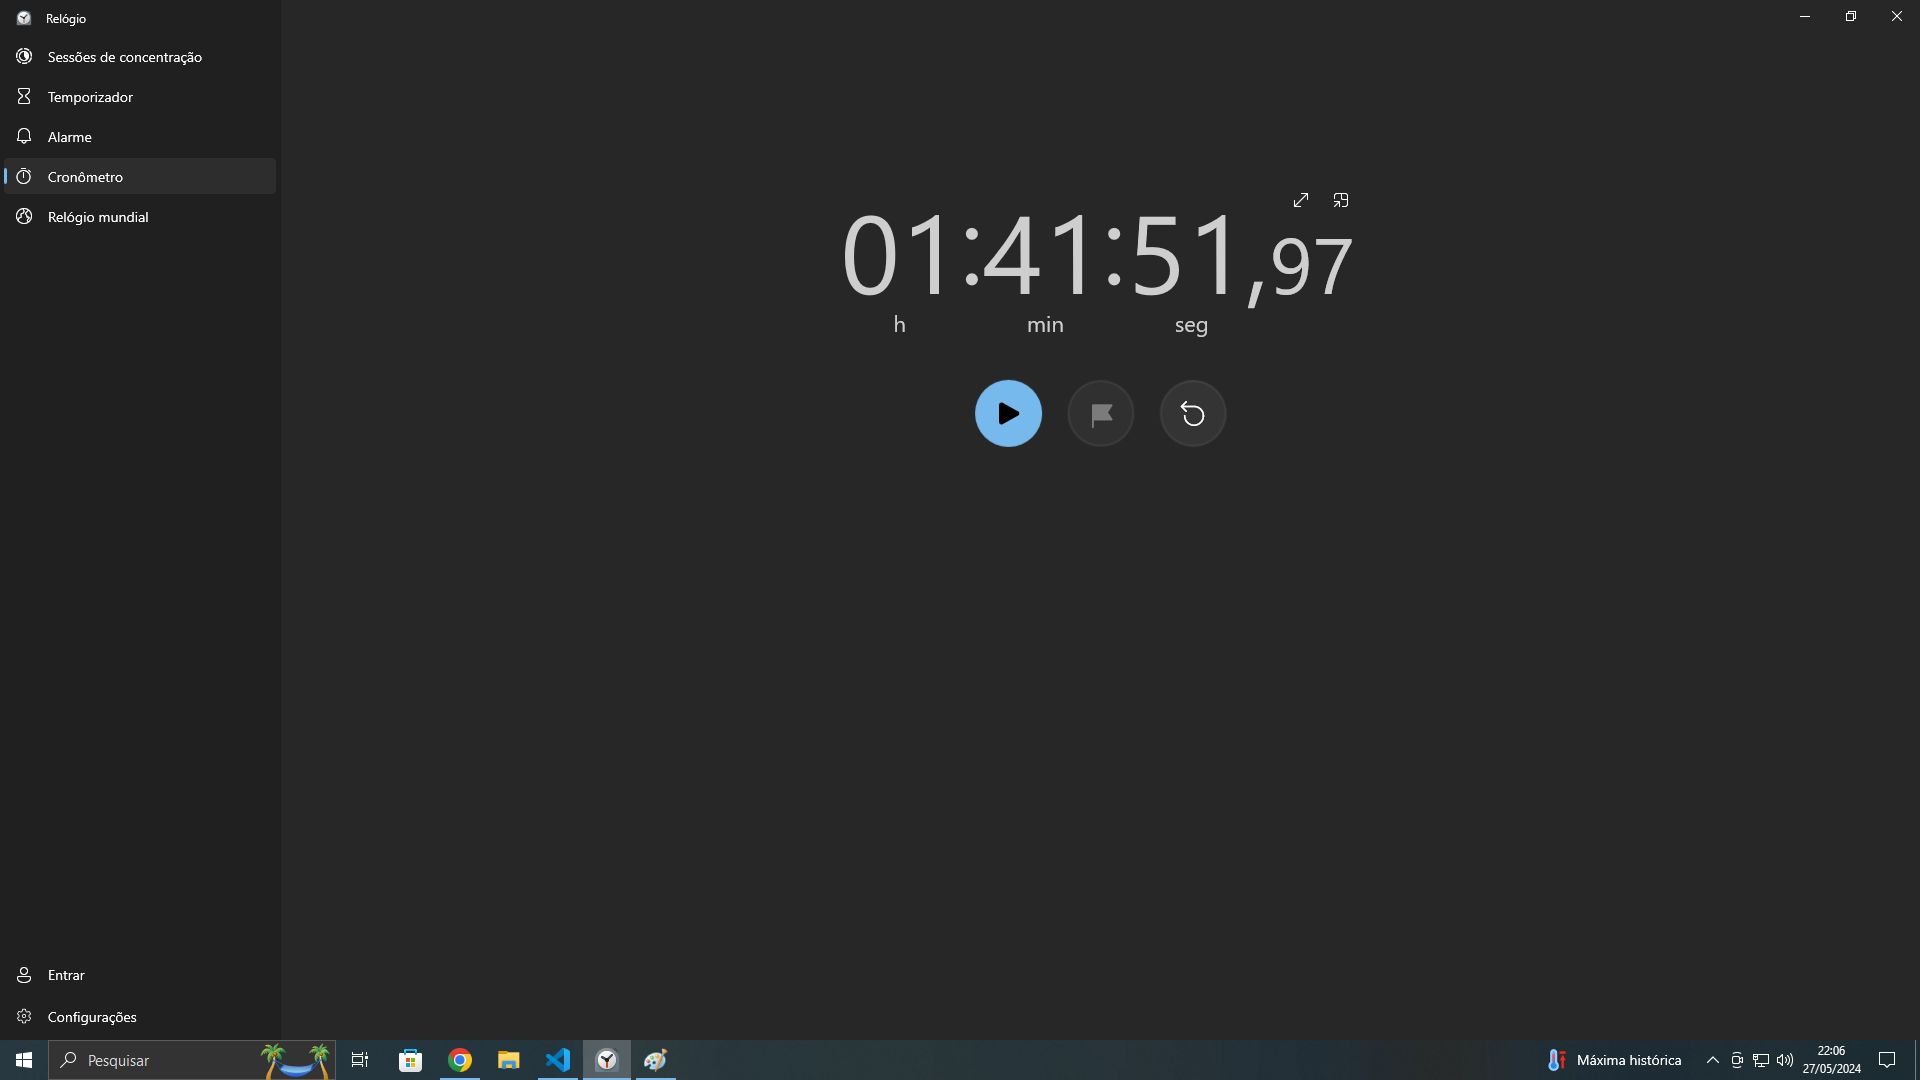 Relógio
Sessões de concentração
Temporizador
Alarme
Cronômetro
Relógio mundial
01:41:51,97
h min seg
Entrar
Configurações
Pesquisar
Máxima histórica
22:06
27/05/2024